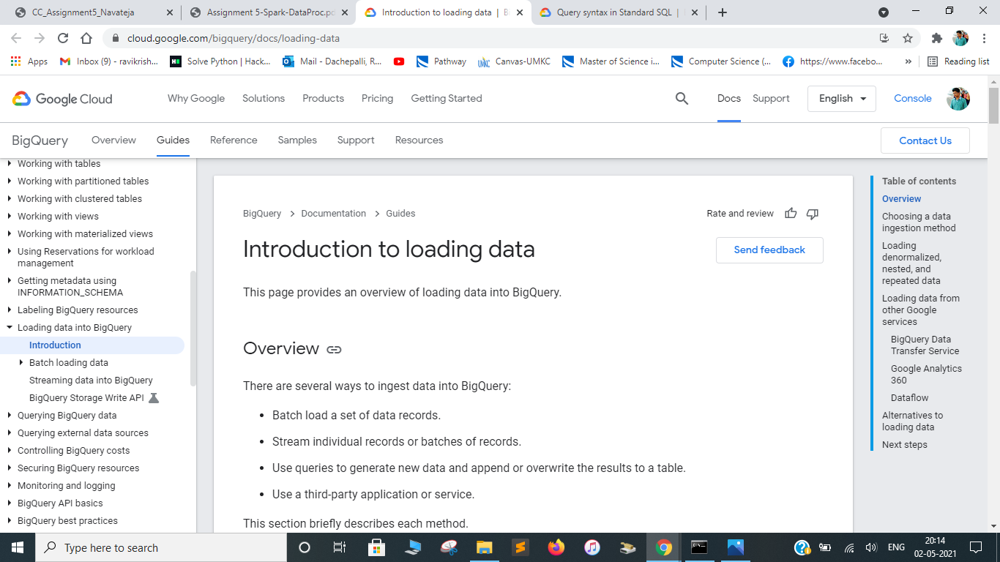 CC_Assignment5_Navateja
Assignment 5-Spark-DataProc.pd
Introduction to loading data | B
Query syntax in Standard SQL |
cloud.google.com/bigquery/docs/loading-data
Apps
Inbox (9) - ravikrish...
Solve Python | Hack...
Mail - Dachepalli, R...
Pathway
Canvas-UMKC
Master of Science i...
Computer Science (...
https://www.facebo...
»
Reading list
Google Cloud
Why Google
Solutions
Products
Pricing
Getting Started
Docs
Support
English
Console
BigQuery
Overview
Guides
Reference
Samples
Support
Resources
Contact Us
Working with tables
Working with partitioned tables
Working with clustered tables
Working with views
Working with materialized views
Using Reservations for workload
management
Getting metadata using
INFORMATION_SCHEMA
Labeling BigQuery resources
Loading data into BigQuery
Introduction
Batch loading data
Streaming data into BigQuery
BigQuery Storage Write API
Querying BigQuery data
Querying external data sources
Controlling BigQuery costs
Securing BigQuery resources
Monitoring and logging
BigQuery API basics
BigQuery best practices
BigQuery > Documentation > Guides
Rate and review
Introduction to loading data
Send feedback
This page provides an overview of loading data into BigQuery.
Overview
There are several ways to ingest data into BigQuery:
• Batch load a set of data records.
• Stream individual records or batches of records.
• Use queries to generate new data and append or overwrite the results to a table.
• Use a third-party application or service.
This section briefly describes each method.
Table of contents
Overview
Choosing a data
ingestion method
Loading
denormalized,
nested, and
repeated data
Loading data from
other Google
services
BigQuery Data
Transfer Service
Google Analytics
360
Dataflow
Alternatives to
loading data
Next steps
Type here to search
ENG
20:14
02-05-2021